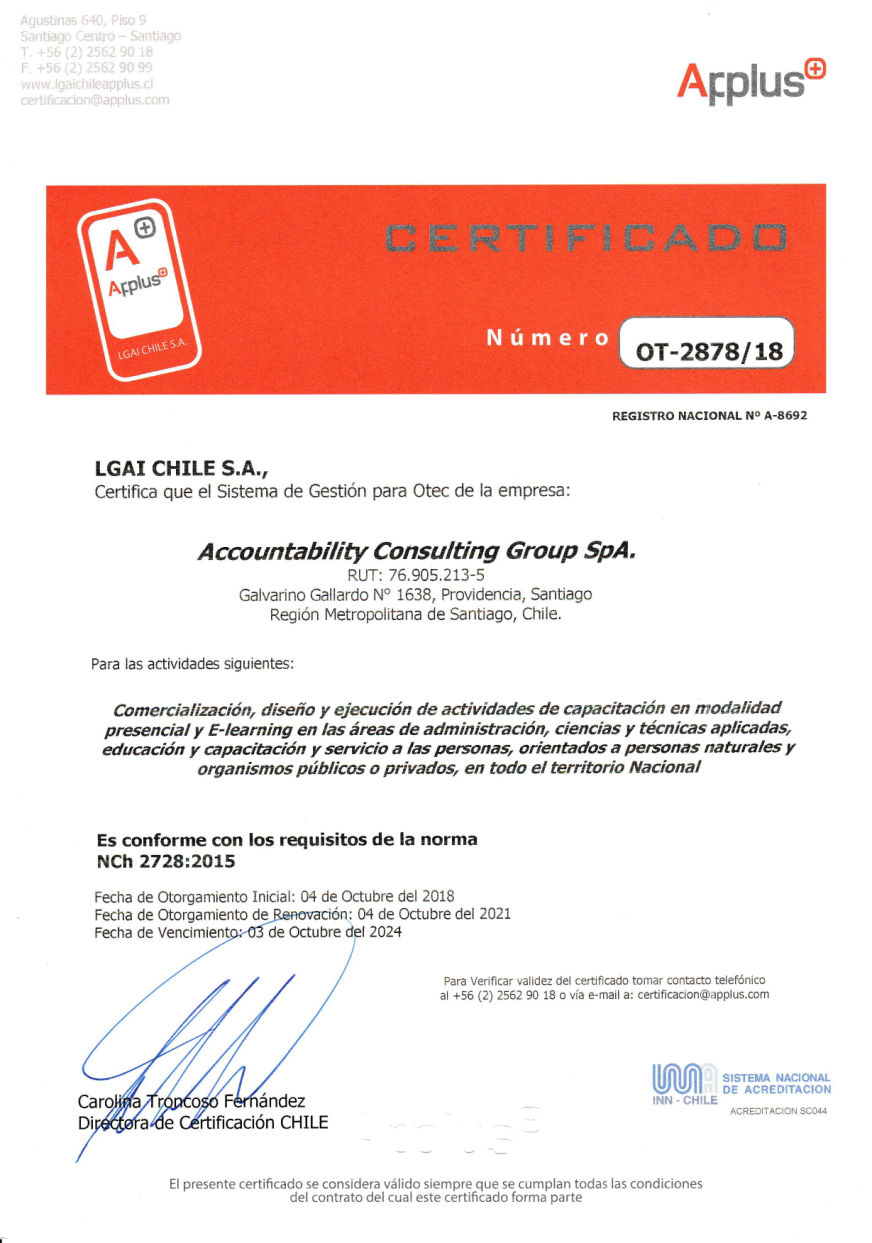 Agustinas 640, Piso 9
Santiago Centro – Santiago
T. +56 (2) 2562 90 18
F. +56 (2) 2562 90 99
www.lgaichileapplus.cl
certificacion@applus.com
Applus+
CERTIFICADO
A+
Applus+
LGAI CHILE S.A.
Número OT-2878/18
REGISTRO NACIONAL Nº A-8692
LGAI CHILE S.A.,
Certifica que el Sistema de Gestión para Otec de la empresa:
Accountability Consulting Group SpA.
RUT: 76.905.213-5
Galvarino Gallardo N° 1638, Providencia, Santiago
Región Metropolitana de Santiago, Chile.
Para las actividades siguientes:
Comercialización, diseño y ejecución de actividades de capacitación en modalidad
presencial y E-learning en las áreas de administración, ciencias y técnicas aplicadas,
educación y capacitación y servicio a las personas, orientados a personas naturales y
organismos públicos o privados, en todo el territorio Nacional
Es conforme con los requisitos de la norma
NCh 2728:2015
Fecha de Otorgamiento Inicial: 04 de Octubre del 2018
Fecha de Otorgamiento de Renovación: 04 de Octubre del 2021
Fecha de Vencimiento: 03 de Octubre del 2024
Para Verificar validez del certificado tomar contacto telefónico
al +56 (2) 2562 90 18 o vía e-mail a: certificacion@applus.com
Carolina Troncoso Fernández
Directora de Certificación CHILE
INN - CHILE
SISTEMA NACIONAL
DE ACREDITACION
ACREDITACION SC044
El presente certificado se considera válido siempre que se cumplan todas las condiciones
del contrato del cual este certificado forma parte